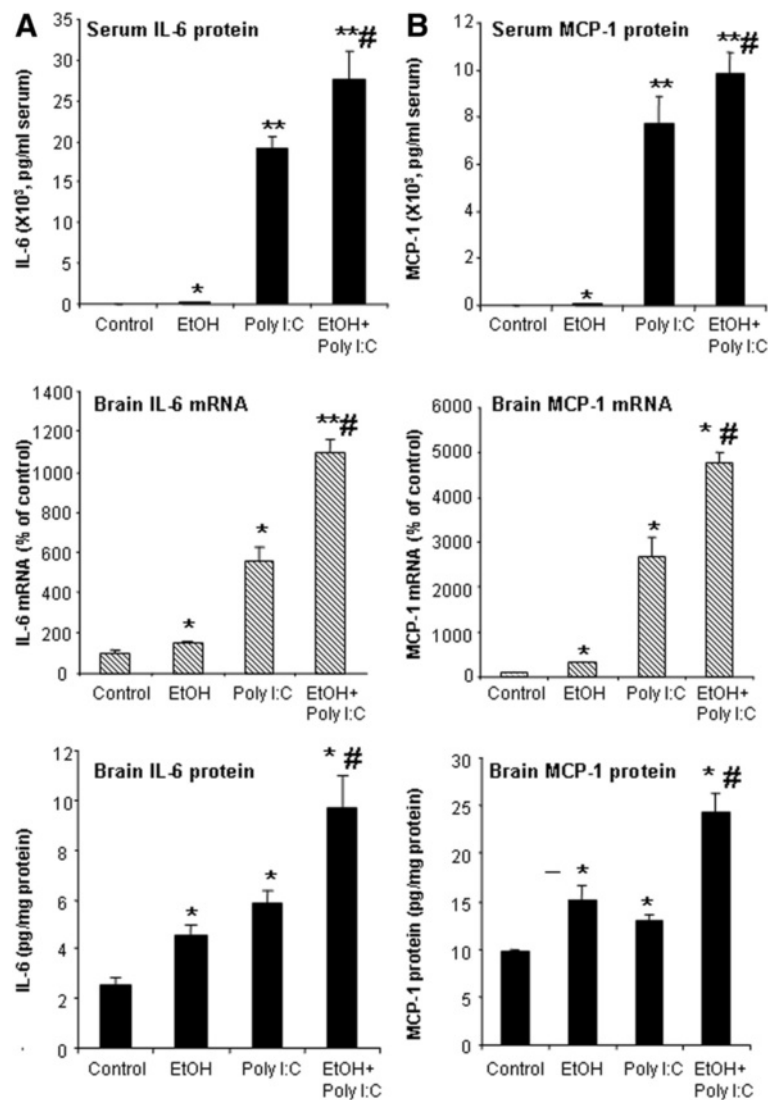 A
Serum IL-6 protein
IL-6 (X10³, pg/ml serum)
35
30
25
20
15
10
5
0
*
**
**#
Control
EtOH
Poly I:C
EtOH+
Poly I:C
B
Serum MCP-1 protein
MCP-1 (X10³, pg/ml serum)
12
10
8
6
4
2
0
*
**
**#
Control
EtOH
Poly I:C
EtOH+
Poly I:C
Brain IL-6 mRNA
IL-6 mRNA (% of control)
1400
1200
1000
800
600
400
200
0
*
*
**#
Control
EtOH
Poly I:C
EtOH+
Poly I:C
Brain MCP-1 mRNA
MCP-1 mRNA (% of control)
6000
5000
4000
3000
2000
1000
0
*
*
* #
Control
EtOH
Poly I:C
EtOH+
Poly I:C
Brain IL-6 protein
IL-6 (pg/mg protein)
12
10
8
6
4
2
0
*
*
* #
Control
EtOH
Poly I:C
EtOH+
Poly I:C
Brain MCP-1 protein
MCP-1 protein (pg/mg protein)
30
25
20
15
10
5
0
*
*
* #
Control
EtOH
Poly I:C
EtOH+
Poly I:C